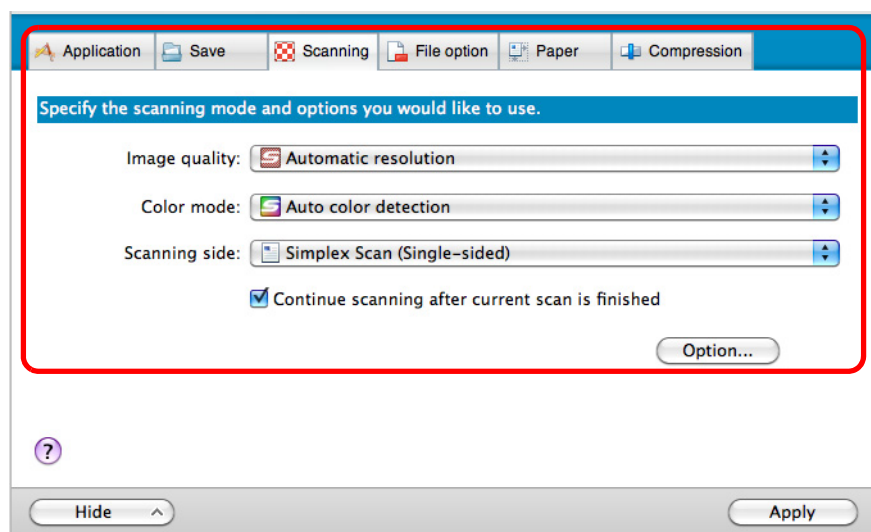 Application Save Scanning File option Paper Compression
Specify the scanning mode and options you would like to use.
Image quality: Automatic resolution
Color mode: Auto color detection
Scanning side: Simplex Scan (Single-sided)
Continue scanning after current scan is finished
Option...
?
Hide Apply